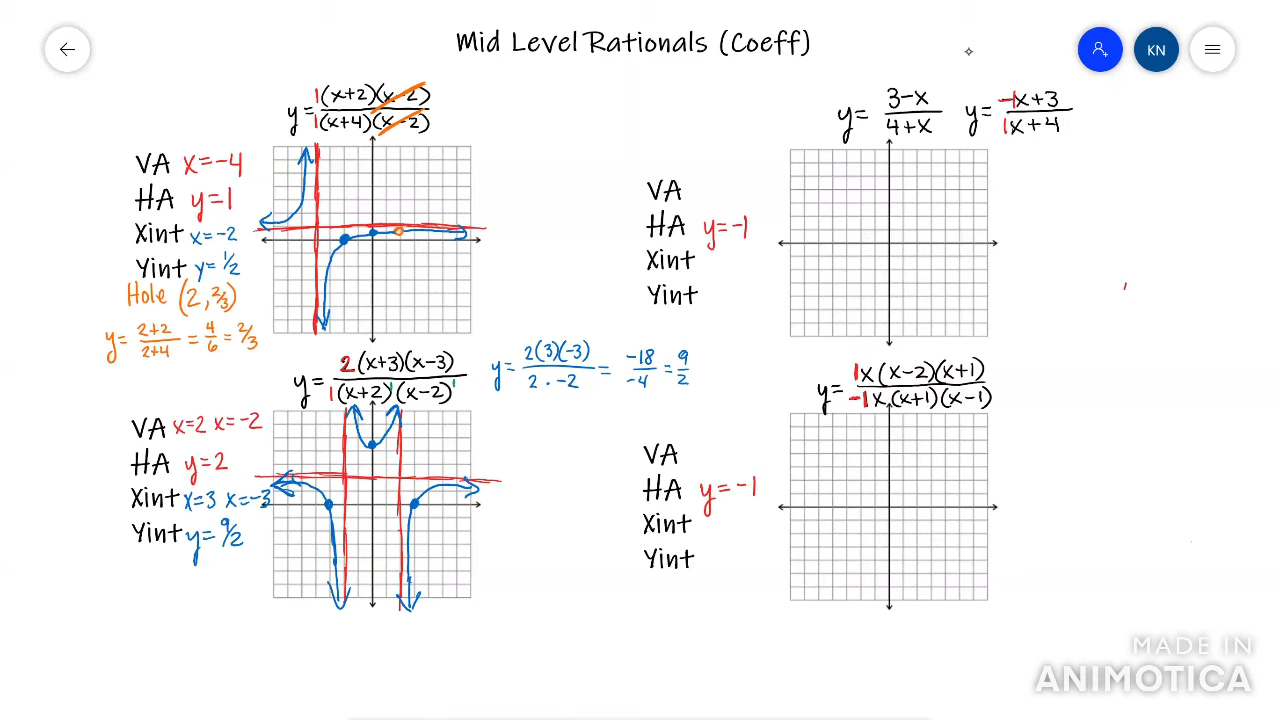 Mid Level Rationals (Coeff)
KN
y = 1(x+2)(x-2) / 1(x+4)(x-2)
VA x=-4
HA y=1
Xint x=-2
Yint y=1/2
Hole (2, 2/3)
y = 2+2 / 2+4 = 4/6 = 2/3
y = 2(x+3)(x-3) / 1(x+2)¹(x-2)¹
y = 2(3)(-3) / 2·-2 = -18/-4 = 9/2
VA x=2 x=-2
HA y=2
Xint x=3 x=-3
Yint y=9/2
y = 3-x / 4+x
y = -1x+3 / 1x+4
VA
HA y=-1
Xint
Yint
y = 1x(x-2)(x+1) / -1x(x+1)(x-1)
VA
HA y=-1
Xint
Yint
MADE IN
ANIMOTICA